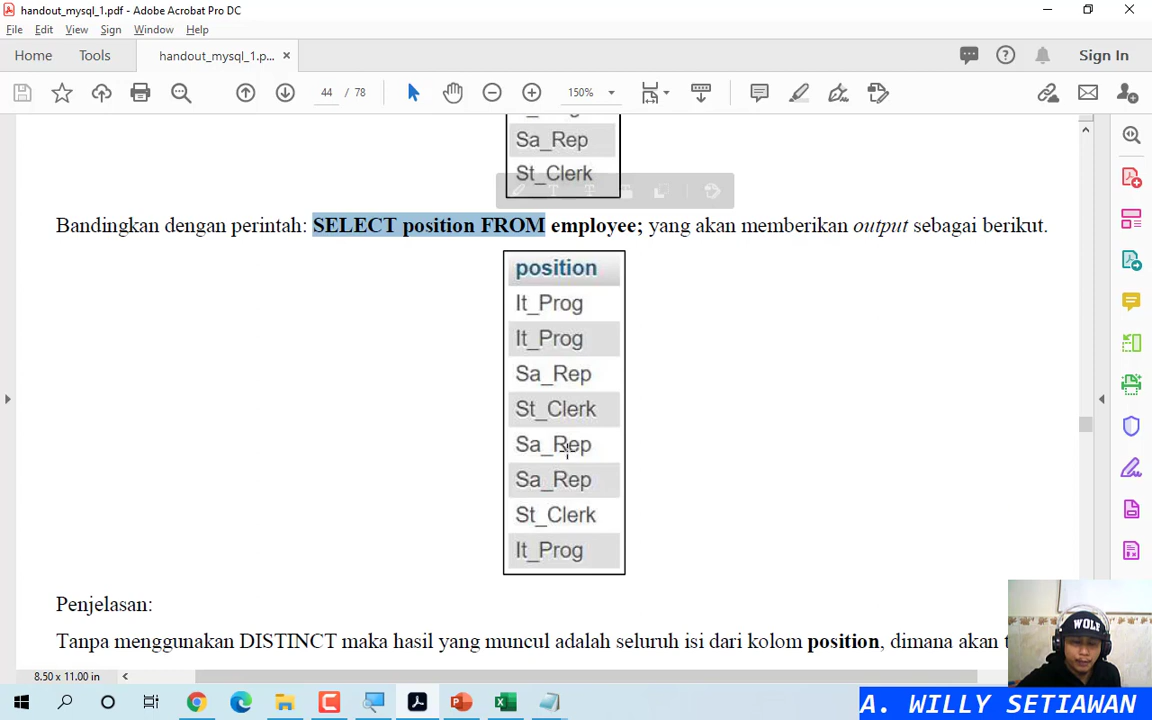 handout_mysql_1.pdf - Adobe Acrobat Pro DC
File Edit View Sign Window Help
Home Tools handout_mysql_1.p... Sign In
44 / 78 150%
Sa_Rep
St_Clerk
Bandingkan dengan perintah: SELECT position FROM employee; yang akan memberikan output sebagai berikut.
position
It_Prog
It_Prog
Sa_Rep
St_Clerk
Sa_Rep
Sa_Rep
St_Clerk
It_Prog
Penjelasan:
Tanpa menggunakan DISTINCT maka hasil yang muncul adalah seluruh isi dari kolom position, dimana akan
WOLF
8.50 x 11.00 in
A. WILLY SETIAWAN